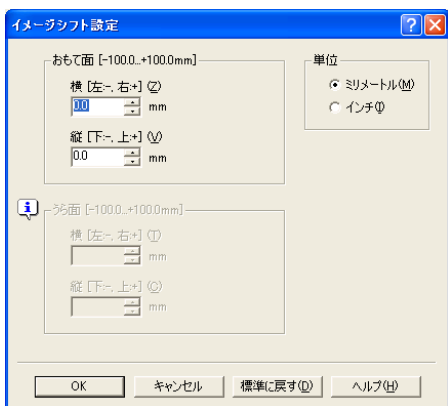 イメージシフト設定
おもて面 [-100.0...+100.0mm]
横 [左:-, 右:+] (Z)
0.0 mm
縦 [下:-, 上:+] (V)
0.0 mm
単位
ミリメートル(M)
インチ(I)
うら面 [-100.0...+100.0mm]
横 [左:-, 右:+] (T)
mm
縦 [下:-, 上:+] (G)
mm
OK キャンセル 標準に戻す(D) ヘルプ(H)